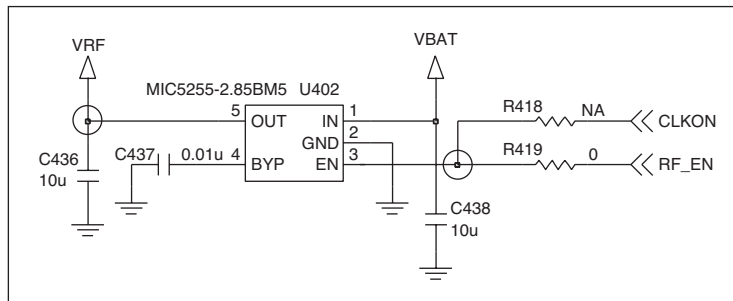 VRF
VBAT
MIC5255-2.85BM5 U402
R418 NA
CLKON
5 OUT IN 1
GND 2
C437 0.01u 4 BYP EN 3
R419 0
RF_EN
C436
10u
C438
10u